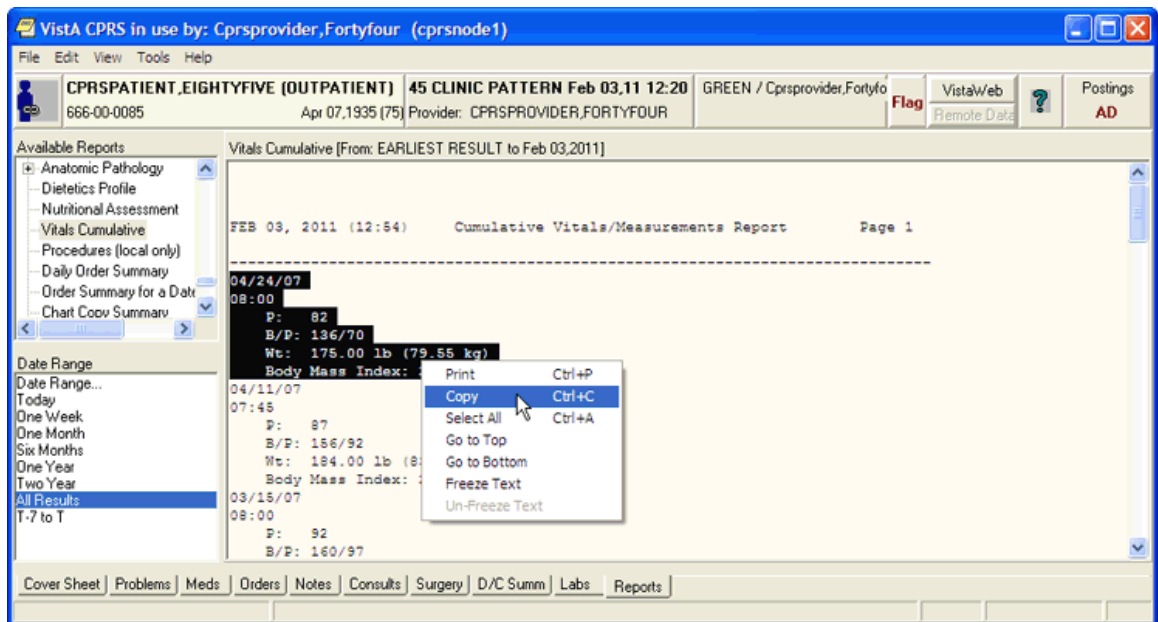 VistA CPRS in use by: Cprsprovider,Fortyfour (cprsnode1)
File Edit View Tools Help
CPRSPATIENT,EIGHTYFIVE (OUTPATIENT)
666-00-0085 Apr 07,1935 (75)
45 CLINIC PATTERN Feb 03,11 12:20
Provider: CPRSPROVIDER,FORTYFOUR
GREEN / Cprsprovider,Fortyfo
Flag
VistaWeb
Remote Data
?
Postings
AD
Available Reports
Anatomic Pathology
Dietetics Profile
Nutritional Assessment
Vitals Cumulative
Procedures (local only)
Daily Order Summary
Order Summary for a Date
Chart Copy Summary
Date Range
Date Range...
Today
One Week
One Month
Six Months
One Year
Two Year
All Results
T-7 to T
Vitals Cumulative [From: EARLIEST RESULT to Feb 03,2011]
FEB 03, 2011 (12:54) Cumulative Vitals/Measurements Report Page 1
------------------------------------------------------------------------------
04/24/07
08:00
P: 82
B/P: 136/70
Wt: 175.00 lb (79.55 kg)
Body Mass Index:
04/11/07
07:45
P: 87
B/P: 156/92
Wt: 184.00 lb (8
Body Mass Index:
03/15/07
08:00
P: 92
B/P: 160/97
Print Ctrl+P
Copy Ctrl+C
Select All Ctrl+A
Go to Top
Go to Bottom
Freeze Text
Un-Freeze Text
Cover Sheet Problems Meds Orders Notes Consults Surgery D/C Summ Labs Reports